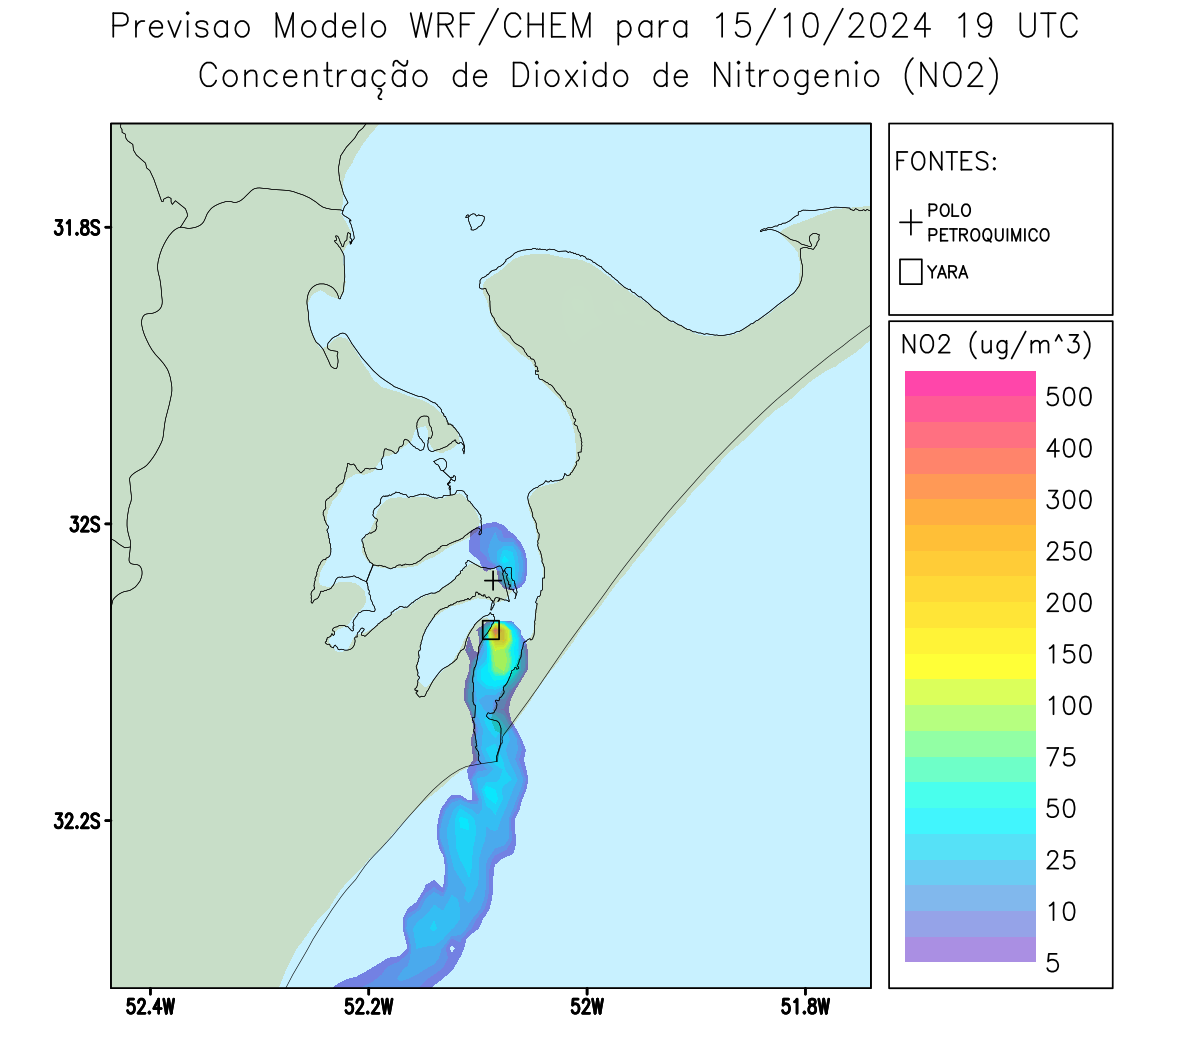 Previsao Modelo WRF/CHEM para 15/10/2024 19 UTC
Concentração de Dioxido de Nitrogenio (NO2)
FONTES:
POLO
PETROQUIMICO
YARA
NO2 (ug/m^3)
500
400
300
250
200
150
100
75
50
25
10
5
31.8S
32S
32.2S
52.4W
52.2W
52W
51.8W